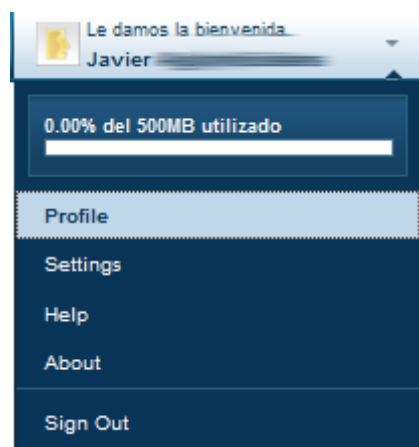 Le damos la bienvenida...
Javier
0.00% del 500MB utilizado
Profile
Settings
Help
About
Sign Out